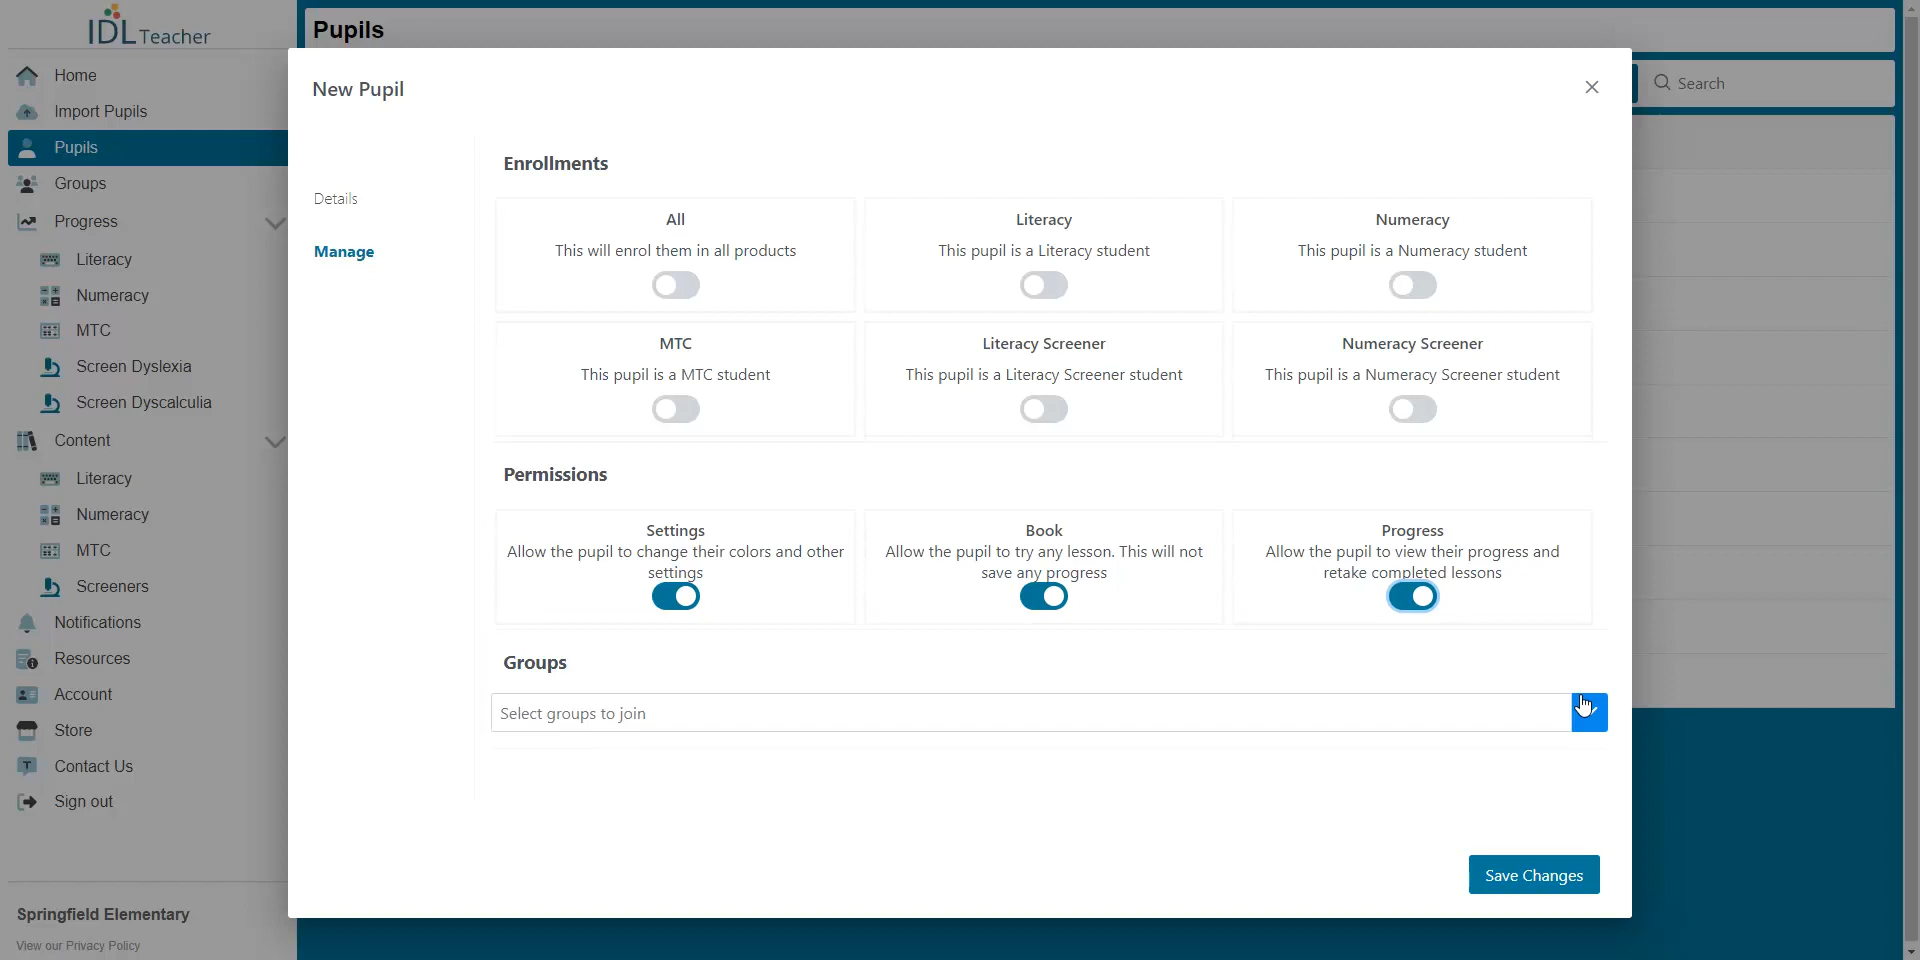 IDL Teacher
Home
Import Pupils
Pupils
Groups
Progress
Literacy
Numeracy
MTC
Screen Dyslexia
Screen Dyscalculia
Content
Literacy
Numeracy
MTC
Screeners
Notifications
Resources
Account
Store
Contact Us
Sign out
Springfield Elementary
View our Privacy Policy
Pupils
Search
New Pupil
Details
Manage
Enrollments
All
This will enrol them in all products
Literacy
This pupil is a Literacy student
Numeracy
This pupil is a Numeracy student
MTC
This pupil is a MTC student
Literacy Screener
This pupil is a Literacy Screener student
Numeracy Screener
This pupil is a Numeracy Screener student
Permissions
Settings
Allow the pupil to change their colors and other
settings
Book
Allow the pupil to try any lesson. This will not
save any progress
Progress
Allow the pupil to view their progress and
retake completed lessons
Groups
Select groups to join
Save Changes